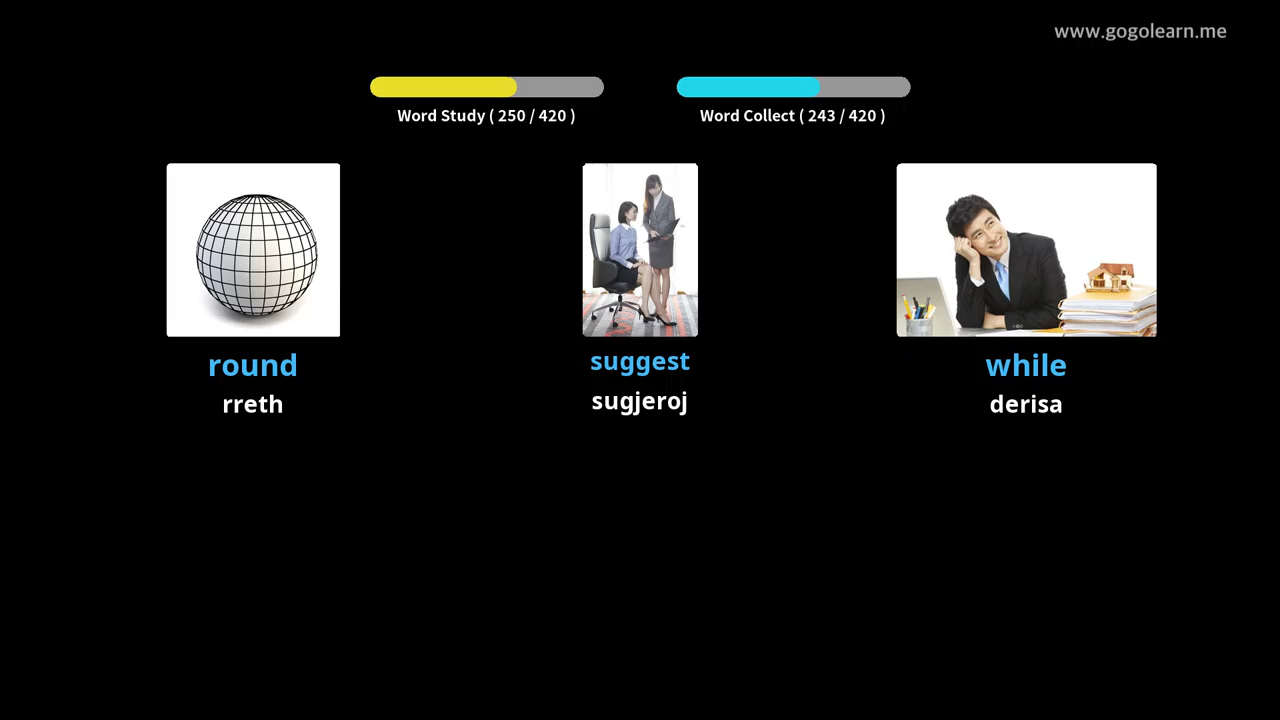 www.gogolearn.me
Word Study ( 250 / 420 )
Word Collect ( 243 / 420 )
round
suggest
while
rreth
sugjeroj
derisa